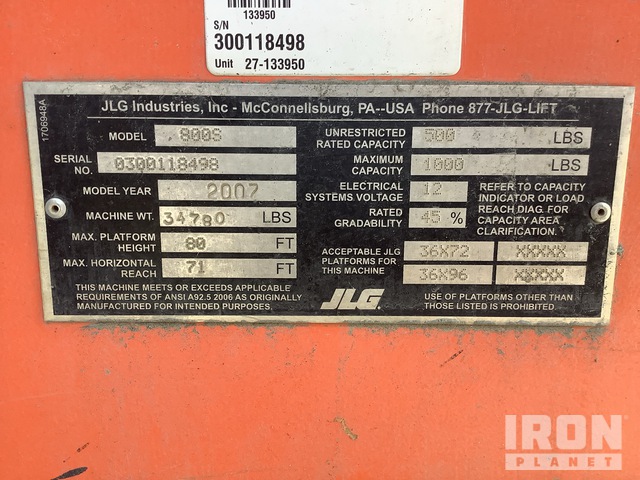 133950
S/N
300118498
Unit 27-133950
1706948A
JLG Industries, Inc - McConnellsburg, PA--USA Phone 877-JLG-LIFT
MODEL 800S
SERIAL NO. 0300118498
MODEL YEAR 2007
MACHINE WT. 34780 LBS
MAX. PLATFORM HEIGHT 80 FT
MAX. HORIZONTAL REACH 71 FT
THIS MACHINE MEETS OR EXCEEDS APPLICABLE
REQUIREMENTS OF ANSI A92.5 2006 AS ORIGINALLY
MANUFACTURED FOR INTENDED PURPOSES.
UNRESTRICTED RATED CAPACITY 500 LBS
MAXIMUM CAPACITY 1000 LBS
ELECTRICAL SYSTEMS VOLTAGE 12
RATED GRADABILITY 45 %
REFER TO CAPACITY
INDICATOR OR LOAD
REACH DIAG. FOR
CAPACITY AREA
CLARIFICATION.
ACCEPTABLE JLG
PLATFORMS FOR
THIS MACHINE
36X72 XXXXX
36X96 XXXXX
JLG
USE OF PLATFORMS OTHER THAN
THOSE LISTED IS PROHIBITED.
IRON
PLANET